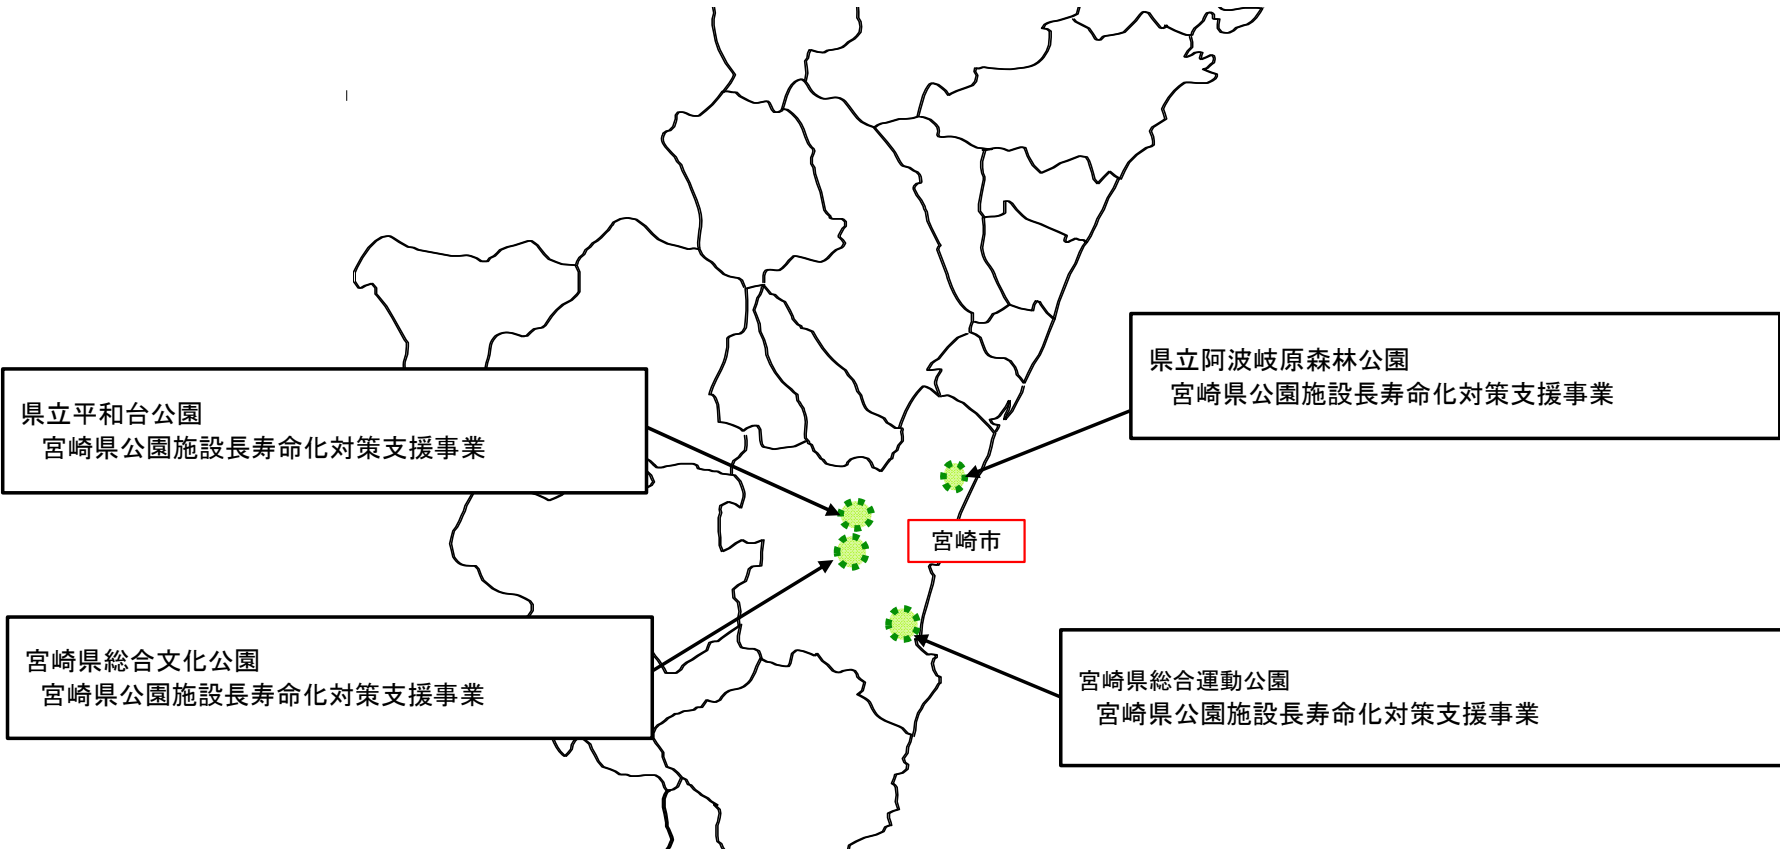 県立阿波岐原森林公園
宮崎県公園施設長寿命化対策支援事業
県立平和台公園
宮崎県公園施設長寿命化対策支援事業
宮崎市
宮崎県総合文化公園
宮崎県公園施設長寿命化対策支援事業
宮崎県総合運動公園
宮崎県公園施設長寿命化対策支援事業